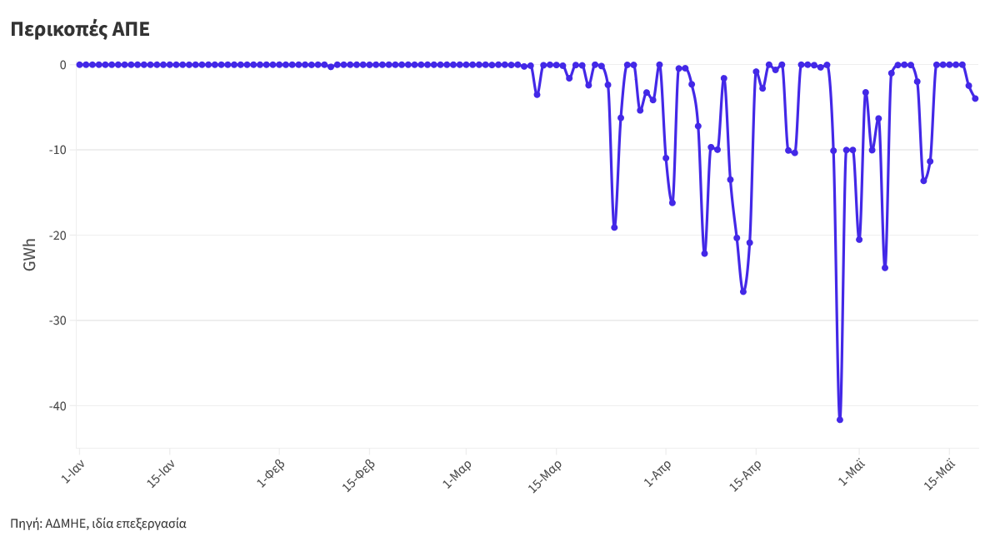 Περικοπές ΑΠΕ
0
-10
-20
-30
-40
GWh
1-Ιαν
15-Ιαν
1-Φεβ
15-Φεβ
1-Μαρ
15-Μαρ
1-Απρ
15-Απρ
1-Μαϊ
15-Μαϊ
Πηγή: ΑΔΜΗΕ, ιδία επεξεργασία